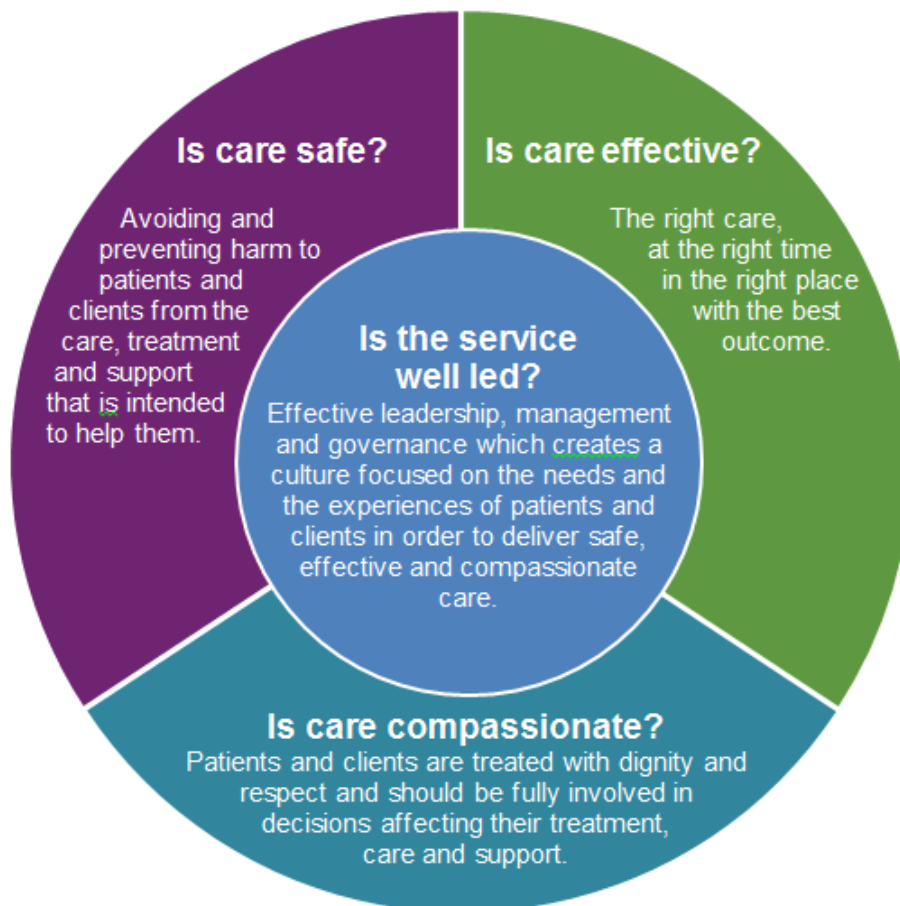 Is care safe?
Avoiding and
preventing harm to
patients and
clients from the
care, treatment
and support
that is intended
to help them.
Is care effective?
The right care,
at the right time
in the right place
with the best
outcome.
Is the service
well led?
Effective leadership, management
and governance which creates a
culture focused on the needs and
the experiences of patients and
clients in order to deliver safe,
effective and compassionate
care.
Is care compassionate?
Patients and clients are treated with dignity and
respect and should be fully involved in
decisions affecting their treatment,
care and support.